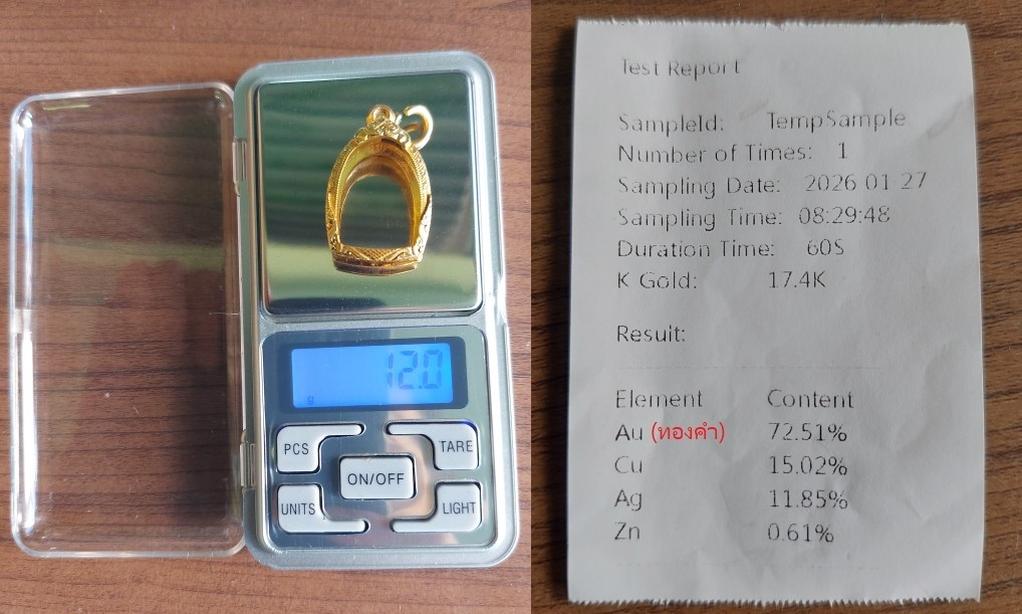 12.0
g
PCS
TARE
ON/OFF
UNITS
LIGHT
Test Report
SampleId: TempSample
Number of Times: 1
Sampling Date: 2026 01 27
Sampling Time: 08:29:48
Duration Time: 60S
K Gold: 17.4K
Resuit:
Element Content
Au (ทองคำ) 72.51%
Cu 15.02%
Ag 11.85%
Zn 0.61%